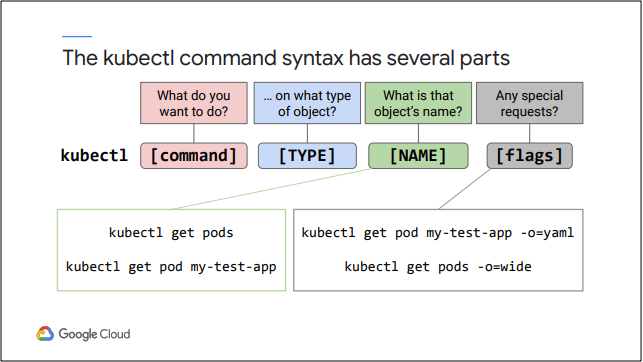 The kubectl command syntax has several parts
What do you
want to do?
... on what type
of object?
What is that
object's name?
Any special
requests?
kubectl [command] [TYPE] [NAME] [flags]
kubectl get pods
kubectl get pod my-test-app
kubectl get pod my-test-app -o=yaml
kubectl get pods -o=wide
Google Cloud